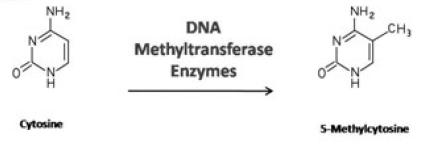 NH₂
N
O
N
H
Cytosine
DNA
Methyltransferase
Enzymes
NH₂
CH₃
N
O
N
H
5-Methylcytosine